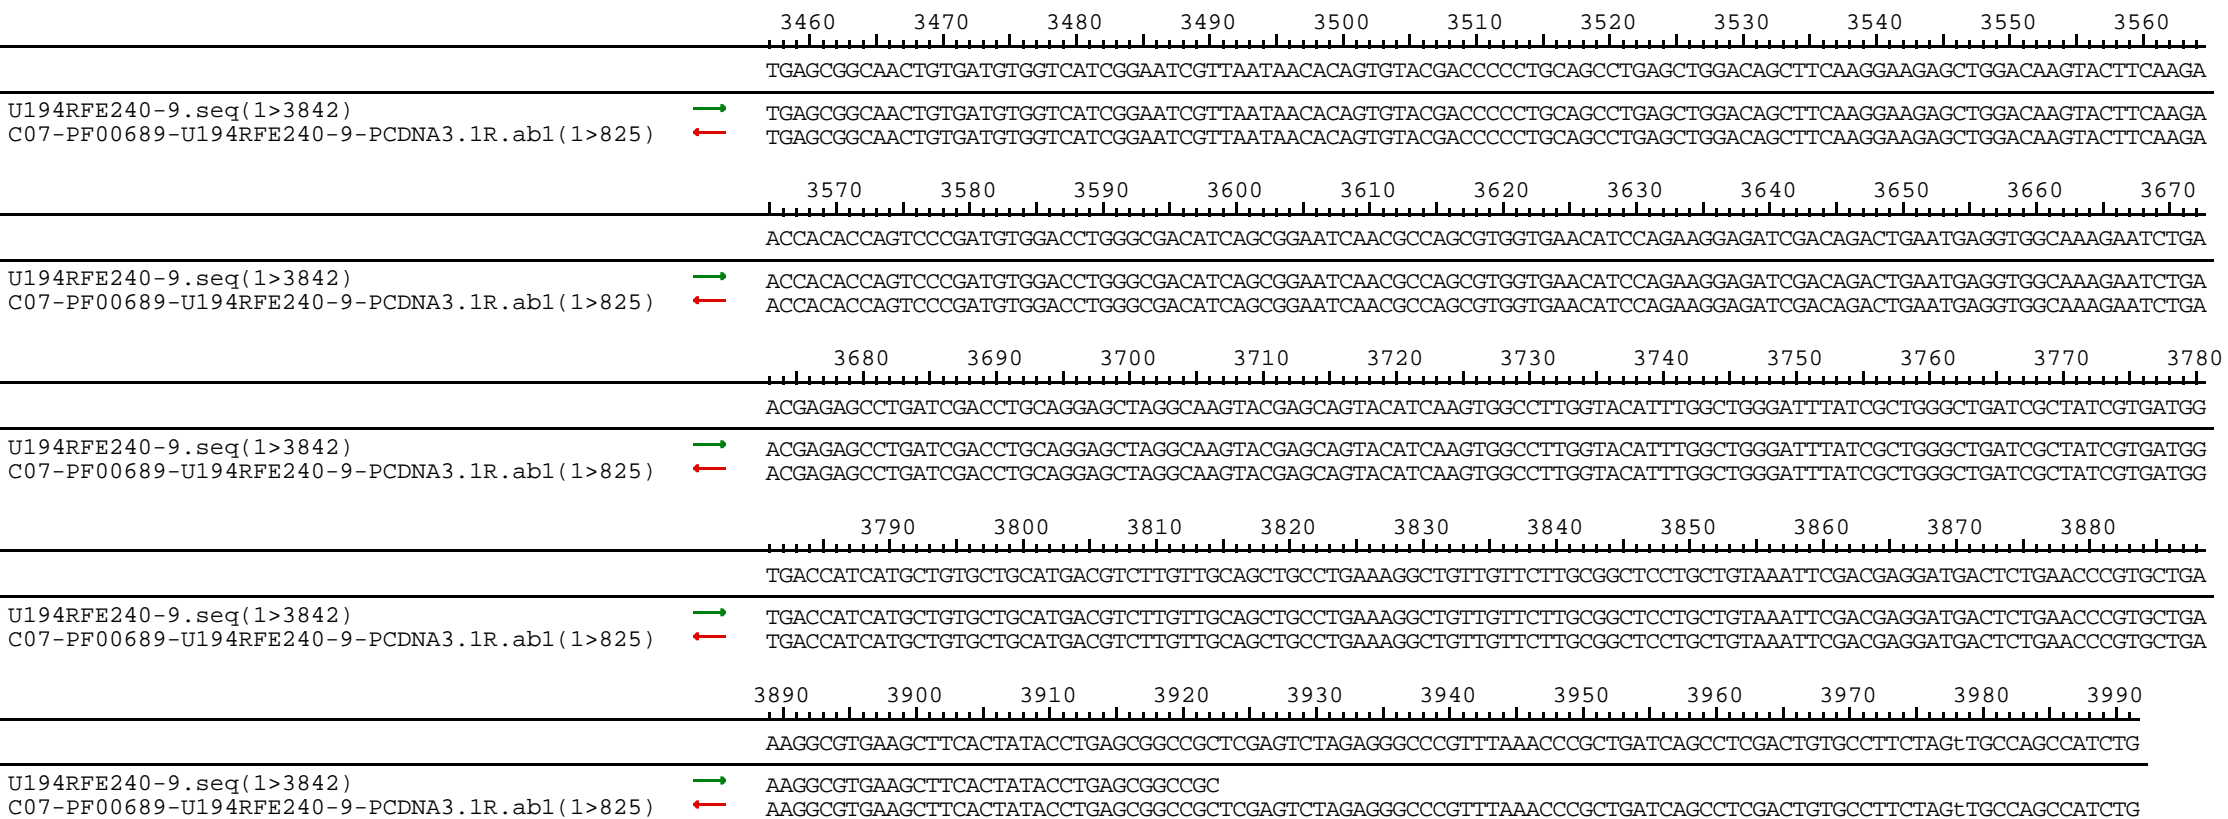 3460 3470 3480 3490 3500 3510 3520 3530 3540 3550 3560
TGAGCGGCAACTGTGATGTGGTCATCGGAATCGTTAATAACACAGTGTACGACCCCCTGCAGCCTGAGCTGGACAGCTTCAAGGAAGAGCTGGACAAGTACTTCAAGA
U194RFE240-9.seq(1>3842) TGAGCGGCAACTGTGATGTGGTCATCGGAATCGTTAATAACACAGTGTACGACCCCCTGCAGCCTGAGCTGGACAGCTTCAAGGAAGAGCTGGACAAGTACTTCAAGA
C07-PF00689-U194RFE240-9-PCDNA3.1R.ab1(1>825) TGAGCGGCAACTGTGATGTGGTCATCGGAATCGTTAATAACACAGTGTACGACCCCCTGCAGCCTGAGCTGGACAGCTTCAAGGAAGAGCTGGACAAGTACTTCAAGA
3570 3580 3590 3600 3610 3620 3630 3640 3650 3660 3670
ACCACACCAGTCCCGATGTGGACCTGGGCGACATCAGCGGAATCAACGCCAGCGTGGTGAACATCCAGAAGGAGATCGACAGACTGAATGAGGTGGCAAAGAATCTGA
U194RFE240-9.seq(1>3842) ACCACACCAGTCCCGATGTGGACCTGGGCGACATCAGCGGAATCAACGCCAGCGTGGTGAACATCCAGAAGGAGATCGACAGACTGAATGAGGTGGCAAAGAATCTGA
C07-PF00689-U194RFE240-9-PCDNA3.1R.ab1(1>825) ACCACACCAGTCCCGATGTGGACCTGGGCGACATCAGCGGAATCAACGCCAGCGTGGTGAACATCCAGAAGGAGATCGACAGACTGAATGAGGTGGCAAAGAATCTGA
3680 3690 3700 3710 3720 3730 3740 3750 3760 3770 3780
ACGAGAGCCTGATCGACCTGCAGGAGCTAGGCAAGTACGAGCAGTACATCAAGTGGCCTTGGTACATTTGGCTGGGATTTATCGCTGGGCTGATCGCTATCGTGATGG
U194RFE240-9.seq(1>3842) ACGAGAGCCTGATCGACCTGCAGGAGCTAGGCAAGTACGAGCAGTACATCAAGTGGCCTTGGTACATTTGGCTGGGATTTATCGCTGGGCTGATCGCTATCGTGATGG
C07-PF00689-U194RFE240-9-PCDNA3.1R.ab1(1>825) ACGAGAGCCTGATCGACCTGCAGGAGCTAGGCAAGTACGAGCAGTACATCAAGTGGCCTTGGTACATTTGGCTGGGATTTATCGCTGGGCTGATCGCTATCGTGATGG
3790 3800 3810 3820 3830 3840 3850 3860 3870 3880
TGACCATCATGCTGTGCTGCATGACGTCTTGTTGCAGCTGCCTGAAAGGCTGTTGTTCTTGCGGCTCCTGCTGTAAATTCGACGAGGATGACTCTGAACCCGTGCTGA
U194RFE240-9.seq(1>3842) TGACCATCATGCTGTGCTGCATGACGTCTTGTTGCAGCTGCCTGAAAGGCTGTTGTTCTTGCGGCTCCTGCTGTAAATTCGACGAGGATGACTCTGAACCCGTGCTGA
C07-PF00689-U194RFE240-9-PCDNA3.1R.ab1(1>825) TGACCATCATGCTGTGCTGCATGACGTCTTGTTGCAGCTGCCTGAAAGGCTGTTGTTCTTGCGGCTCCTGCTGTAAATTCGACGAGGATGACTCTGAACCCGTGCTGA
3890 3900 3910 3920 3930 3940 3950 3960 3970 3980 3990
AAGGCGTGAAGCTTCACTATACCTGAGCGGCCGCTCGAGTCTAGAGGGCCCGTTTAAACCCGCTGATCAGCCTCGACTGTGCCTTCTAGtTGCCAGCCATCTG
U194RFE240-9.seq(1>3842) AAGGCGTGAAGCTTCACTATACCTGAGCGGCCGC
C07-PF00689-U194RFE240-9-PCDNA3.1R.ab1(1>825) AAGGCGTGAAGCTTCACTATACCTGAGCGGCCGCTCGAGTCTAGAGGGCCCGTTTAAACCCGCTGATCAGCCTCGACTGTGCCTTCTAGtTGCCAGCCATCTG